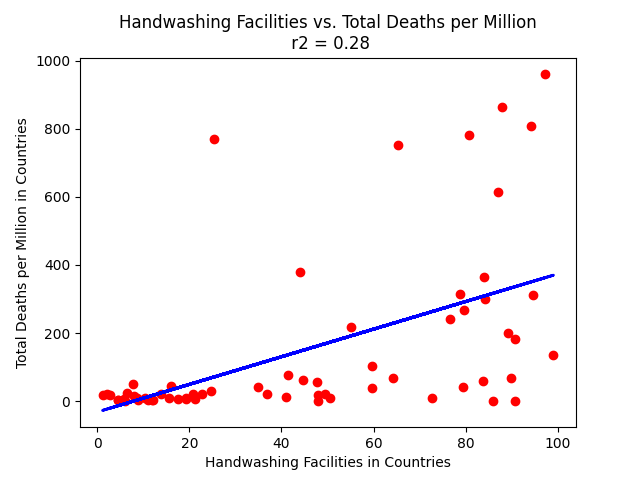 Handwashing Facilities vs. Total Deaths per Million
r2 = 0.28
1000
800
600
400
200
0
Total Deaths per Million in Countries
0 20 40 60 80 100
Handwashing Facilities in Countries